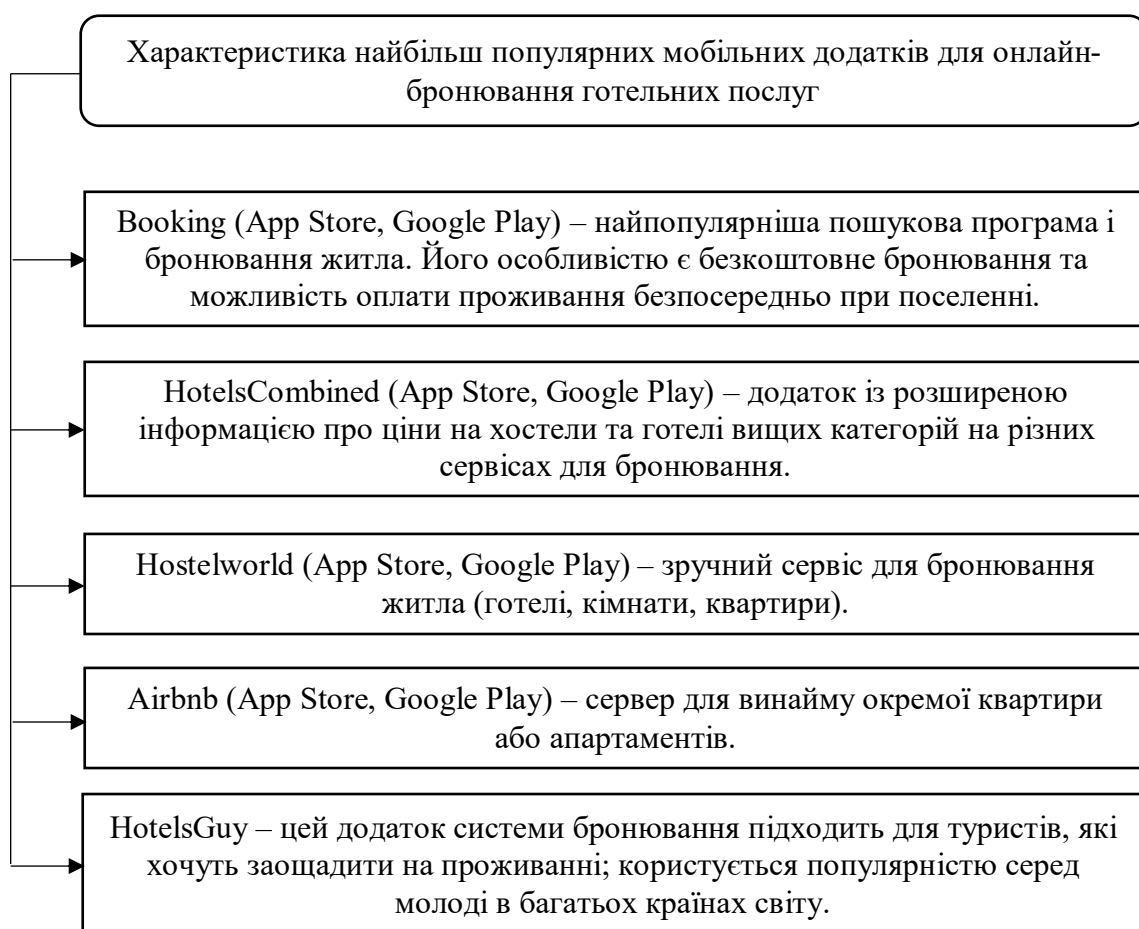 Характеристика найбільш популярних мобільних додатків для онлайн-
бронювання готельних послуг
Booking (App Store, Google Play) – найпопулярніша пошукова програма і
бронювання житла. Його особливістю є безкоштовне бронювання та
можливість оплати проживання безпосередньо при поселенні.
HotelsCombined (App Store, Google Play) – додаток із розширеною
інформацією про ціни на хостели та готелі вищих категорій на різних
сервісах для бронювання.
Hostelworld (App Store, Google Play) – зручний сервіс для бронювання
житла (готелі, кімнати, квартири).
Airbnb (App Store, Google Play) – сервер для винайму окремої квартири
або апартаментів.
HotelsGuy – цей додаток системи бронювання підходить для туристів, які
хочуть заощадити на проживанні; користується популярністю серед
молоді в багатьох країнах світу.